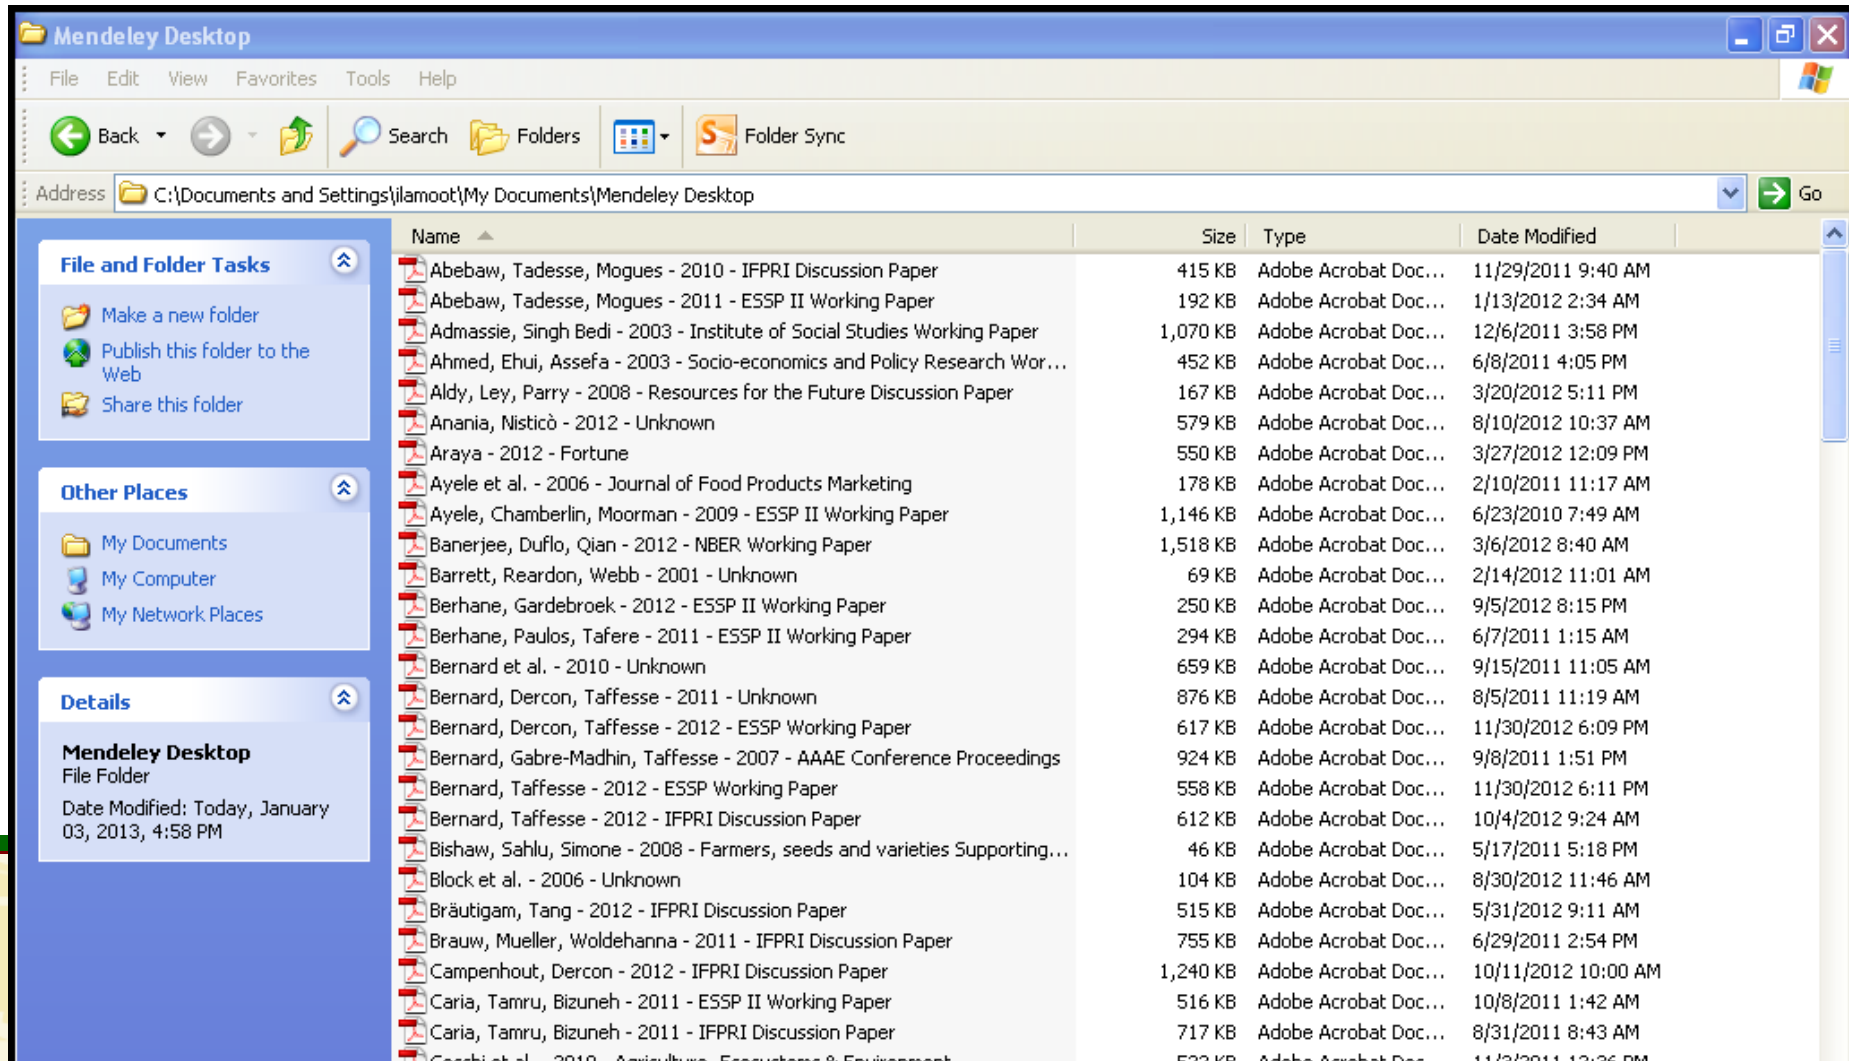 Mendeley Desktop
File Edit View Favorites Tools Help
Back Search Folders Folder Sync
Address C:\Documents and Settings\ilamoot\My Documents\Mendeley Desktop Go
File and Folder Tasks
Make a new folder
Publish this folder to the
Web
Share this folder
Other Places
My Documents
My Computer
My Network Places
Details
Mendeley Desktop
File Folder
Date Modified: Today, January
03, 2013, 4:58 PM
Name Size Type Date Modified
Abebaw, Tadesse, Mogues - 2010 - IFPRI Discussion Paper 415 KB Adobe Acrobat Doc... 11/29/2011 9:40 AM
Abebaw, Tadesse, Mogues - 2011 - ESSP II Working Paper 192 KB Adobe Acrobat Doc... 1/13/2012 2:34 AM
Admassie, Singh Bedi - 2003 - Institute of Social Studies Working Paper 1,070 KB Adobe Acrobat Doc... 12/6/2011 3:58 PM
Ahmed, Ehui, Assefa - 2003 - Socio-economics and Policy Research Wor... 452 KB Adobe Acrobat Doc... 6/8/2011 4:05 PM
Aldy, Ley, Parry - 2008 - Resources for the Future Discussion Paper 167 KB Adobe Acrobat Doc... 3/20/2012 5:11 PM
Anania, Nisticò - 2012 - Unknown 579 KB Adobe Acrobat Doc... 8/10/2012 10:37 AM
Araya - 2012 - Fortune 550 KB Adobe Acrobat Doc... 3/27/2012 12:09 PM
Ayele et al. - 2006 - Journal of Food Products Marketing 178 KB Adobe Acrobat Doc... 2/10/2011 11:17 AM
Ayele, Chamberlin, Moorman - 2009 - ESSP II Working Paper 1,146 KB Adobe Acrobat Doc... 6/23/2010 7:49 AM
Banerjee, Duflo, Qian - 2012 - NBER Working Paper 1,518 KB Adobe Acrobat Doc... 3/6/2012 8:40 AM
Barrett, Reardon, Webb - 2001 - Unknown 69 KB Adobe Acrobat Doc... 2/14/2012 11:01 AM
Berhane, Gardebroek - 2012 - ESSP II Working Paper 250 KB Adobe Acrobat Doc... 9/5/2012 8:15 PM
Berhane, Paulos, Tafere - 2011 - ESSP II Working Paper 294 KB Adobe Acrobat Doc... 6/7/2011 1:15 AM
Bernard et al. - 2010 - Unknown 659 KB Adobe Acrobat Doc... 9/15/2011 11:05 AM
Bernard, Dercon, Taffesse - 2011 - Unknown 876 KB Adobe Acrobat Doc... 8/5/2011 11:19 AM
Bernard, Dercon, Taffesse - 2012 - ESSP Working Paper 617 KB Adobe Acrobat Doc... 11/30/2012 6:09 PM
Bernard, Gabre-Madhin, Taffesse - 2007 - AAAE Conference Proceedings 924 KB Adobe Acrobat Doc... 9/8/2011 1:51 PM
Bernard, Taffesse - 2012 - ESSP Working Paper 558 KB Adobe Acrobat Doc... 11/30/2012 6:11 PM
Bernard, Taffesse - 2012 - IFPRI Discussion Paper 612 KB Adobe Acrobat Doc... 10/4/2012 9:24 AM
Bishaw, Sahlu, Simone - 2008 - Farmers, seeds and varieties Supporting... 46 KB Adobe Acrobat Doc... 5/17/2011 5:18 PM
Block et al. - 2006 - Unknown 104 KB Adobe Acrobat Doc... 8/30/2012 11:46 AM
Bräutigam, Tang - 2012 - IFPRI Discussion Paper 515 KB Adobe Acrobat Doc... 5/31/2012 9:11 AM
Brauw, Mueller, Woldehanna - 2011 - IFPRI Discussion Paper 755 KB Adobe Acrobat Doc... 6/29/2011 2:54 PM
Campenhout, Dercon - 2012 - IFPRI Discussion Paper 1,240 KB Adobe Acrobat Doc... 10/11/2012 10:00 AM
Caria, Tamru, Bizuneh - 2011 - ESSP II Working Paper 516 KB Adobe Acrobat Doc... 10/8/2011 1:42 AM
Caria, Tamru, Bizuneh - 2011 - IFPRI Discussion Paper 717 KB Adobe Acrobat Doc... 8/31/2011 8:43 AM